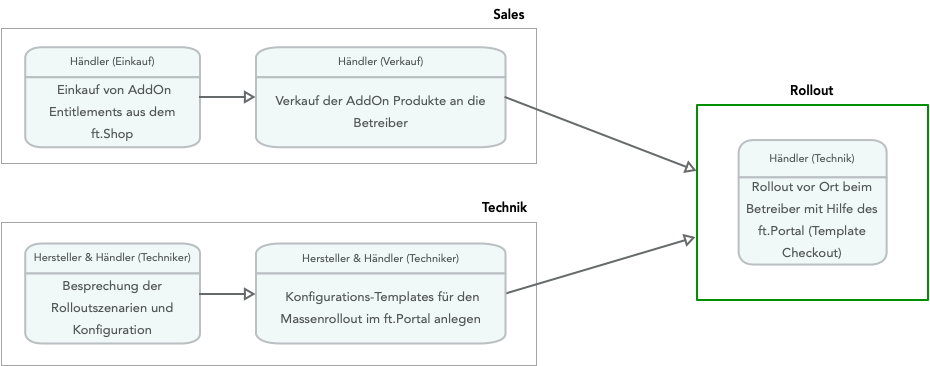 Sales
Händler (Einkauf)
Einkauf von AddOn
Entitlements aus dem
ft.Shop
Händler (Verkauf)
Verkauf der AddOn Produkte an die
Betreiber
Technik
Hersteller & Händler (Techniker)
Besprechung der
Rolloutszenarien und
Konfiguration
Hersteller & Händler (Techniker)
Konfigurations-Templates für den
Massenrollout im ft.Portal anlegen
Rollout
Händler (Technik)
Rollout vor Ort beim
Betreiber mit Hilfe des
ft.Portal (Template
Checkout)